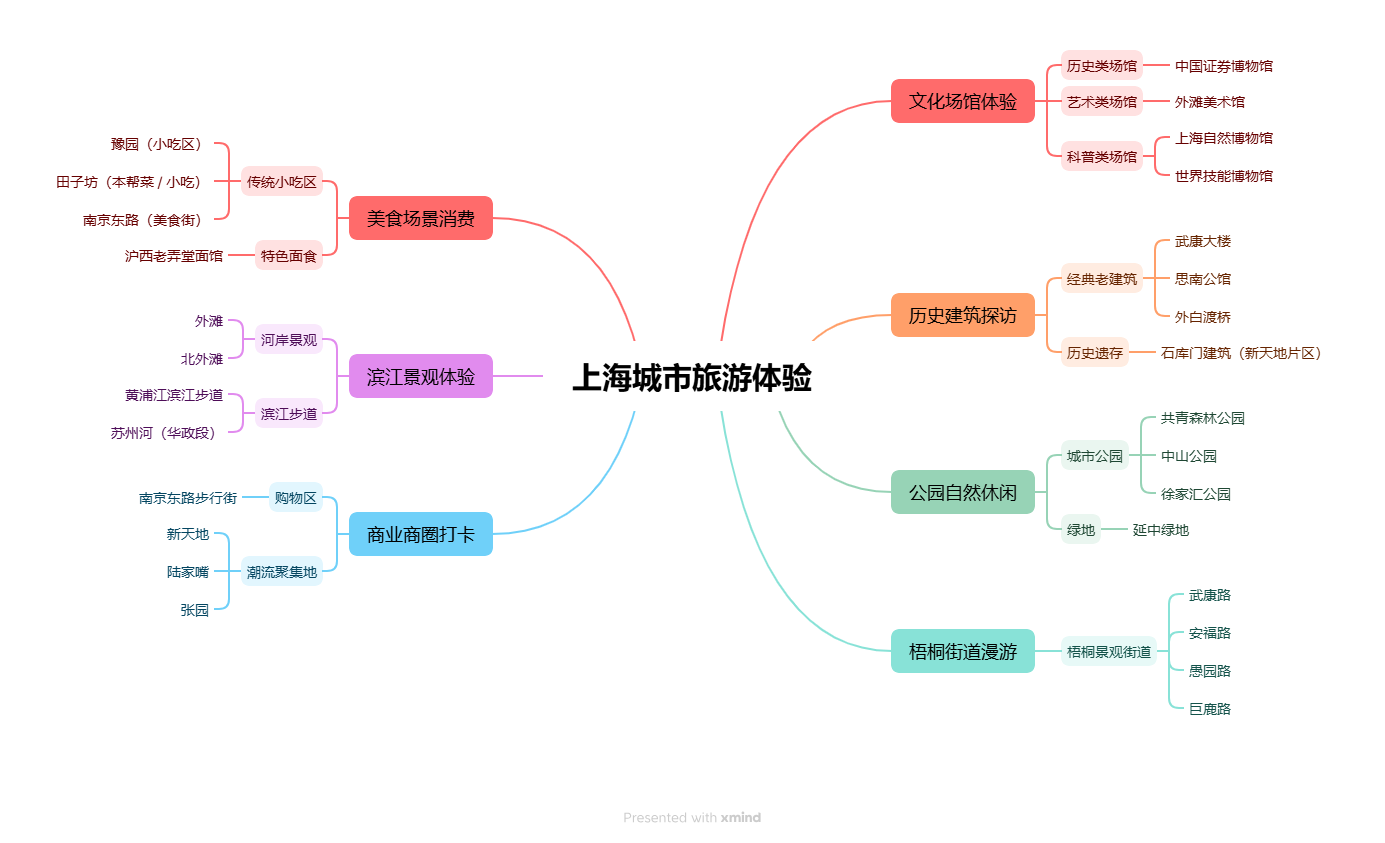 上海城市旅游体验
文化场馆体验
历史类场馆
中国证券博物馆
艺术类场馆
外滩美术馆
科普类场馆
上海自然博物馆
世界技能博物馆
历史建筑探访
经典老建筑
武康大楼
思南公馆
外白渡桥
历史遗存
石库门建筑（新天地片区）
公园自然休闲
城市公园
共青森林公园
中山公园
徐家汇公园
绿地
延中绿地
梧桐街道漫游
梧桐景观街道
武康路
安福路
愚园路
巨鹿路
美食场景消费
传统小吃区
豫园（小吃区）
田子坊（本帮菜 / 小吃）
南京东路（美食街）
特色面食
沪西老弄堂面馆
滨江景观体验
河岸景观
外滩
北外滩
滨江步道
黄浦江滨江步道
苏州河（华政段）
商业商圈打卡
购物区
南京东路步行街
潮流聚集地
新天地
陆家嘴
张园
Presented with xmind